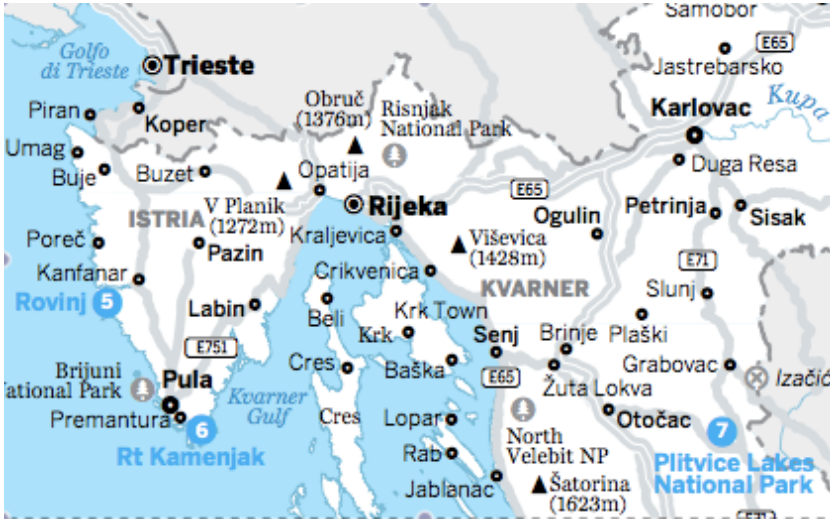 Samobor
Golfo
di Trieste
Trieste
E65
Jastrebarsko
Obruč
(1376m)
Risnjak
National Park
Karlovac
Kupa
Piran
Koper
Umag
Buje
Buzet
Opatija
Duga Resa
ISTRIA
V Planik
(1272m)
Rijeka
E65
Ogulin
Petrinja
Sisak
Poreč
Pazin
Kraljevica
Viševica
(1428m)
E71
Kanfanar
Crikvenica
KVARNER
Slunj
Rovinj 5
Labin
Beli
Krk Town
Krk
Senj
Brinje
Plaški
E751
Brijuni
ational Park
Pula
Cres
Baška
E65
Žuta Lokva
Grabovac
Izačić
Kvarner
Gulf
Premantura
6
Rt Kamenjak
Cres
Lopar
Rab
Jablanac
North
Velebit NP
Otočac
7
Plitvice Lakes
National Park
Šatorina
(1623m)
E71